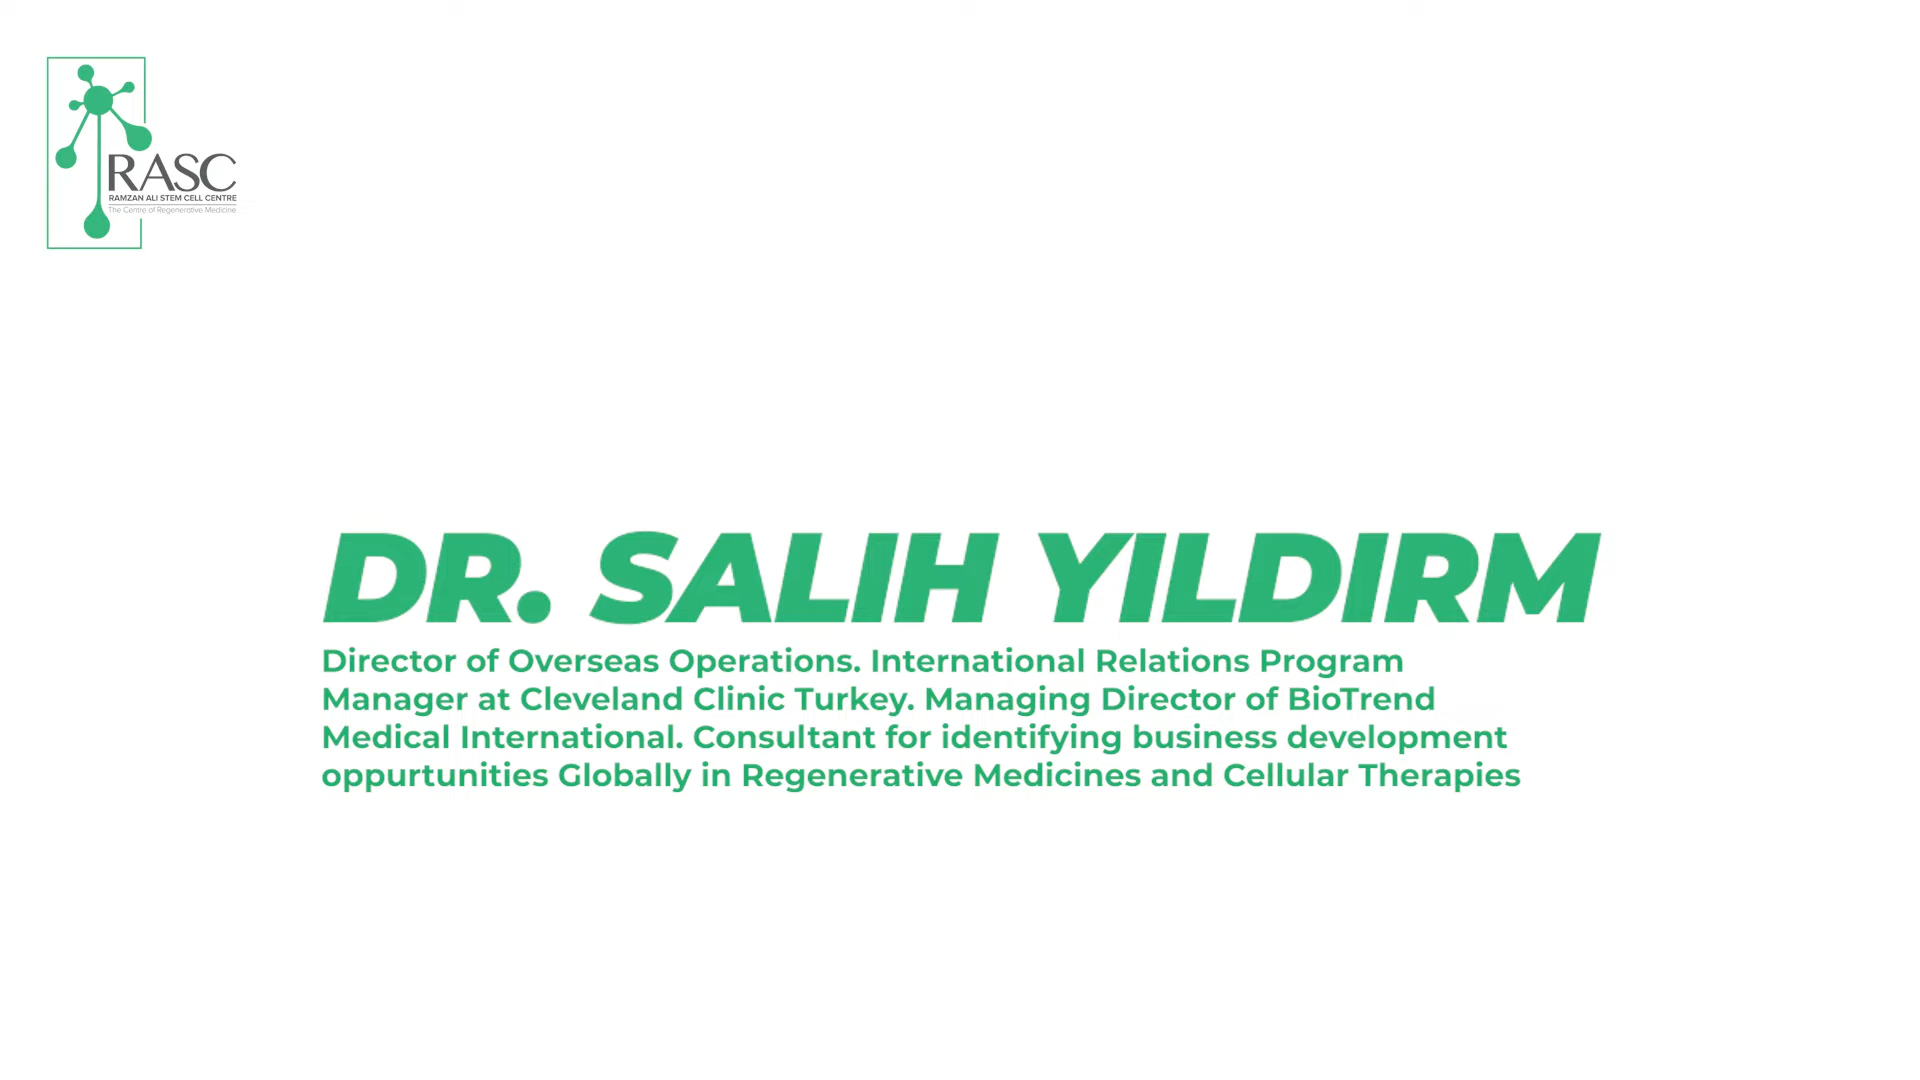 RASC
RAMZAN ALI STEM CELL CENTRE
The Centre of Regenerative Medicine
DR. SALIH YILDIRM
Director of Overseas Operations. International Relations Program
Manager at Cleveland Clinic Turkey. Managing Director of BioTrend
Medical International. Consultant for identifying business development
oppurtunities Globally in Regenerative Medicines and Cellular Therapies